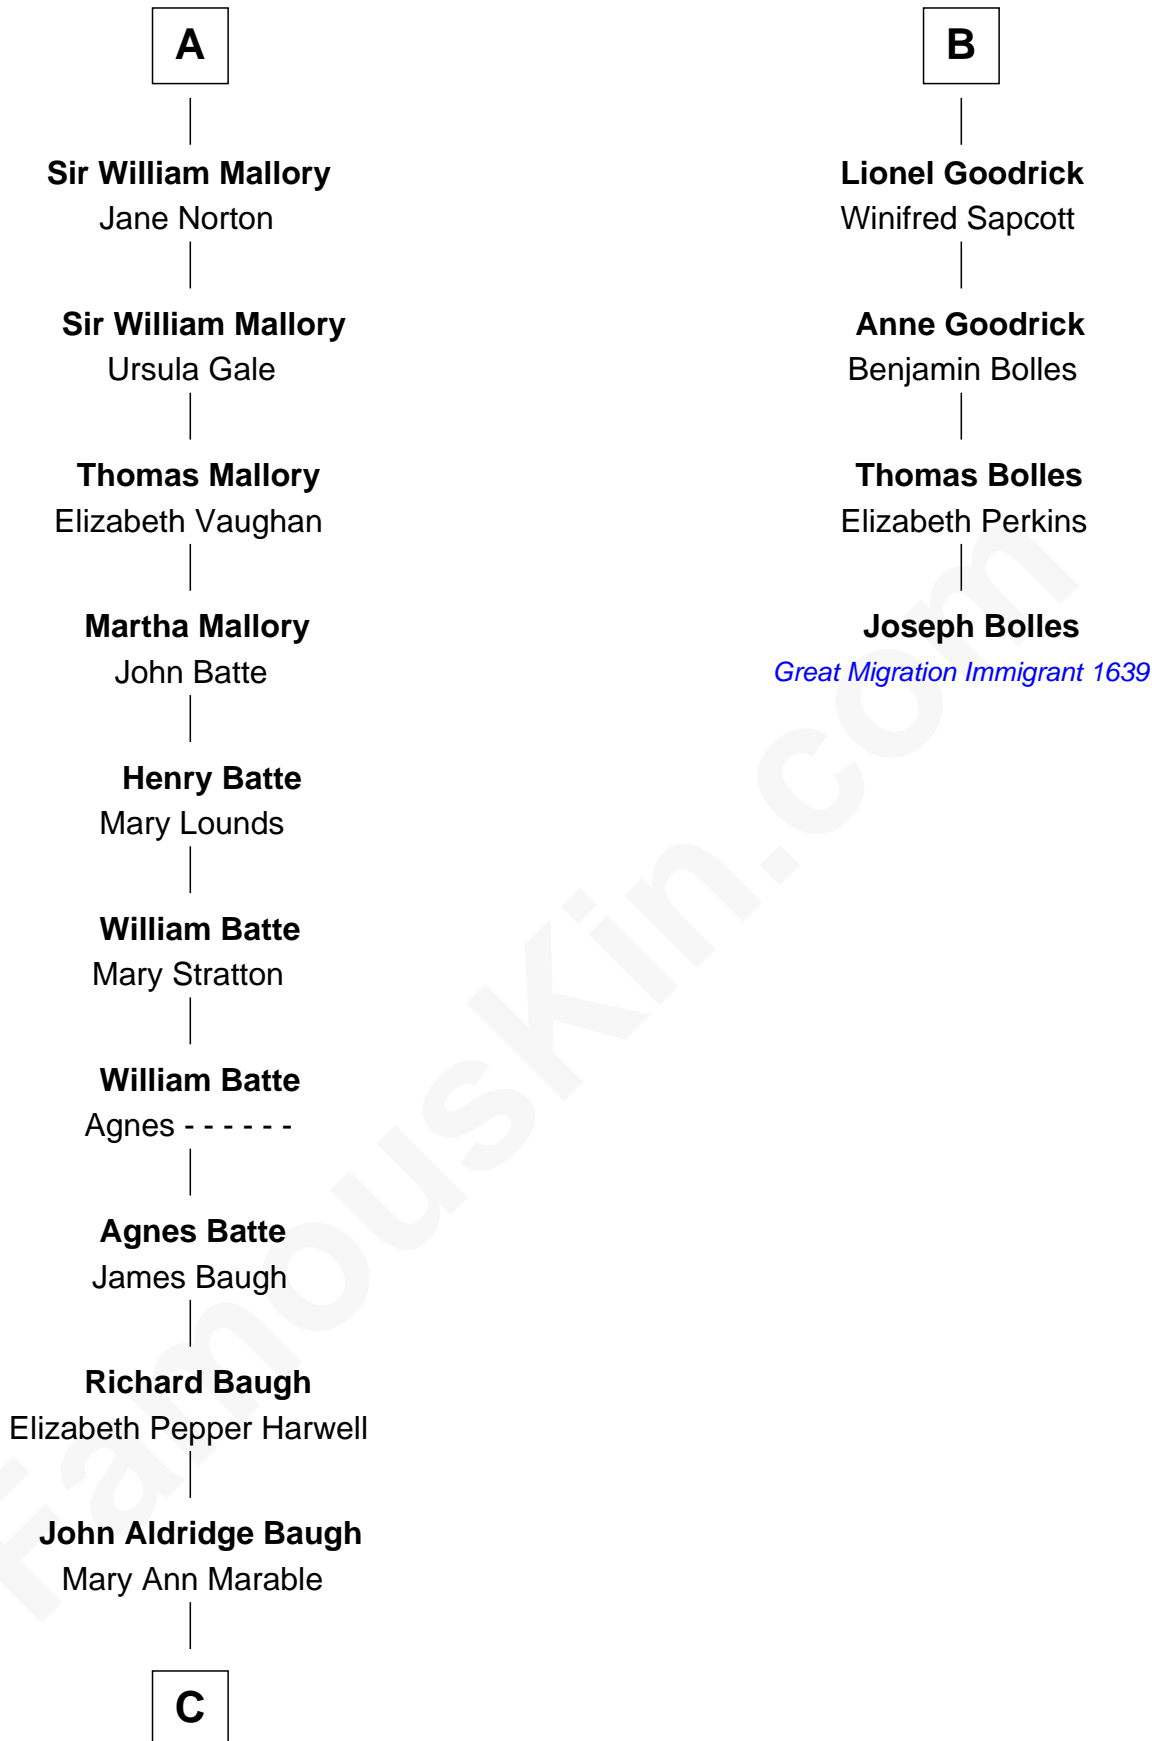 A
Sir William Mallory
Jane Norton
Sir William Mallory
Ursula Gale
Thomas Mallory
Elizabeth Vaughan
Martha Mallory
John Batte
Henry Batte
Mary Lounds
William Batte
Mary Stratton
William Batte
Agnes - - - - - -
Agnes Batte
James Baugh
Richard Baugh
Elizabeth Pepper Harwell
John Aldridge Baugh
Mary Ann Marable
C
B
Lionel Goodrick
Winifred Sapcott
Anne Goodrick
Benjamin Bolles
Thomas Bolles
Elizabeth Perkins
Joseph Bolles
Great Migration Immigrant 1639
FamousKin.com